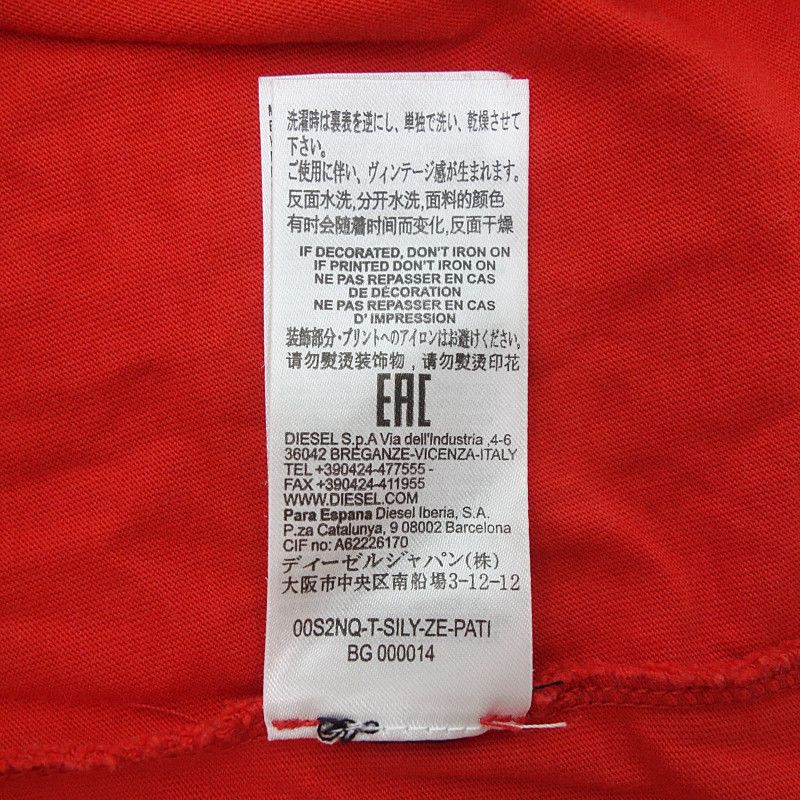 洗濯時は裏表を逆にし、単独で洗い、乾燥させて
下さい。
ご使用に伴い、ヴィンテージ感が生まれます。
反面水洗,分开水洗,面料的颜色
有时会随着时间而变化,反面干燥
IF DECORATED, DON'T IRON ON
IF PRINTED DON'T IRON ON
NE PAS REPASSER EN CAS
DE DÉCORATION
NE PAS REPASSER EN CAS
D' IMPRESSION
装飾部分・プリントへのアイロンはお避けください。
请勿熨烫装饰物，请勿熨烫印花
EAC
DIESEL S.p.A Via dell'Industria ,4-6
36042 BREGANZE-VICENZA-ITALY
TEL +390424-477555 -
FAX +390424-411955
WWW.DIESEL.COM
Para Espana Diesel Iberia, S.A.
P.za Catalunya, 9 08002 Barcelona
CIF no: A62226170
ディーゼルジャパン(株)
大阪市中央区南船場3-12-12
00S2NQ-T-SILY-ZE-PATI
BG 000014